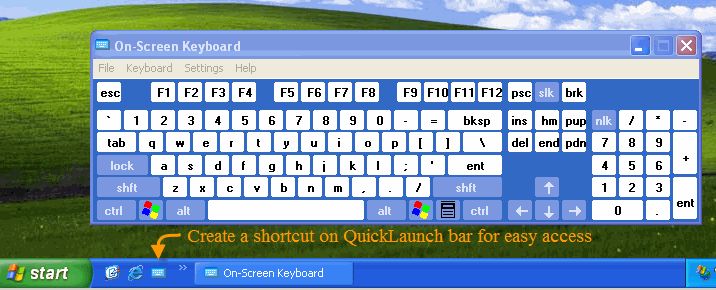 On-Screen Keyboard
File Keyboard Settings Help
esc F1 F2 F3 F4 F5 F6 F7 F8 F9 F10 F11 F12 psc slk brk
` 1 2 3 4 5 6 7 8 9 0 - = bksp ins hm pup nlk / * -
tab q w e r t y u i o p [ ] \ del end pdn 7 8 9 +
lock a s d f g h j k l ; ' ent 4 5 6
shft z x c v b n m , . / shft 1 2 3 ent
ctrl alt alt ctrl 0 .
Create a shortcut on QuickLaunch bar for easy access
start » On-Screen Keyboard